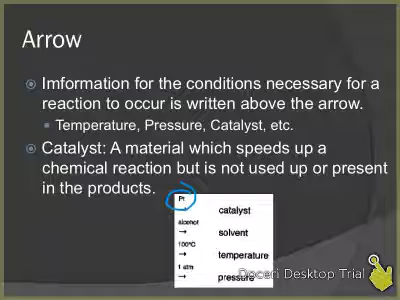 Arrow
Imformation for the conditions necessary for a
reaction to occur is written above the arrow.
Temperature, Pressure, Catalyst, etc.
Catalyst: A material which speeds up a
chemical reaction but is not used up or present
in the products.
Pt
catalyst
alcohol
→ solvent
100°C
→ temperature
1 atm
→ pressure
Doceri Desktop Trial